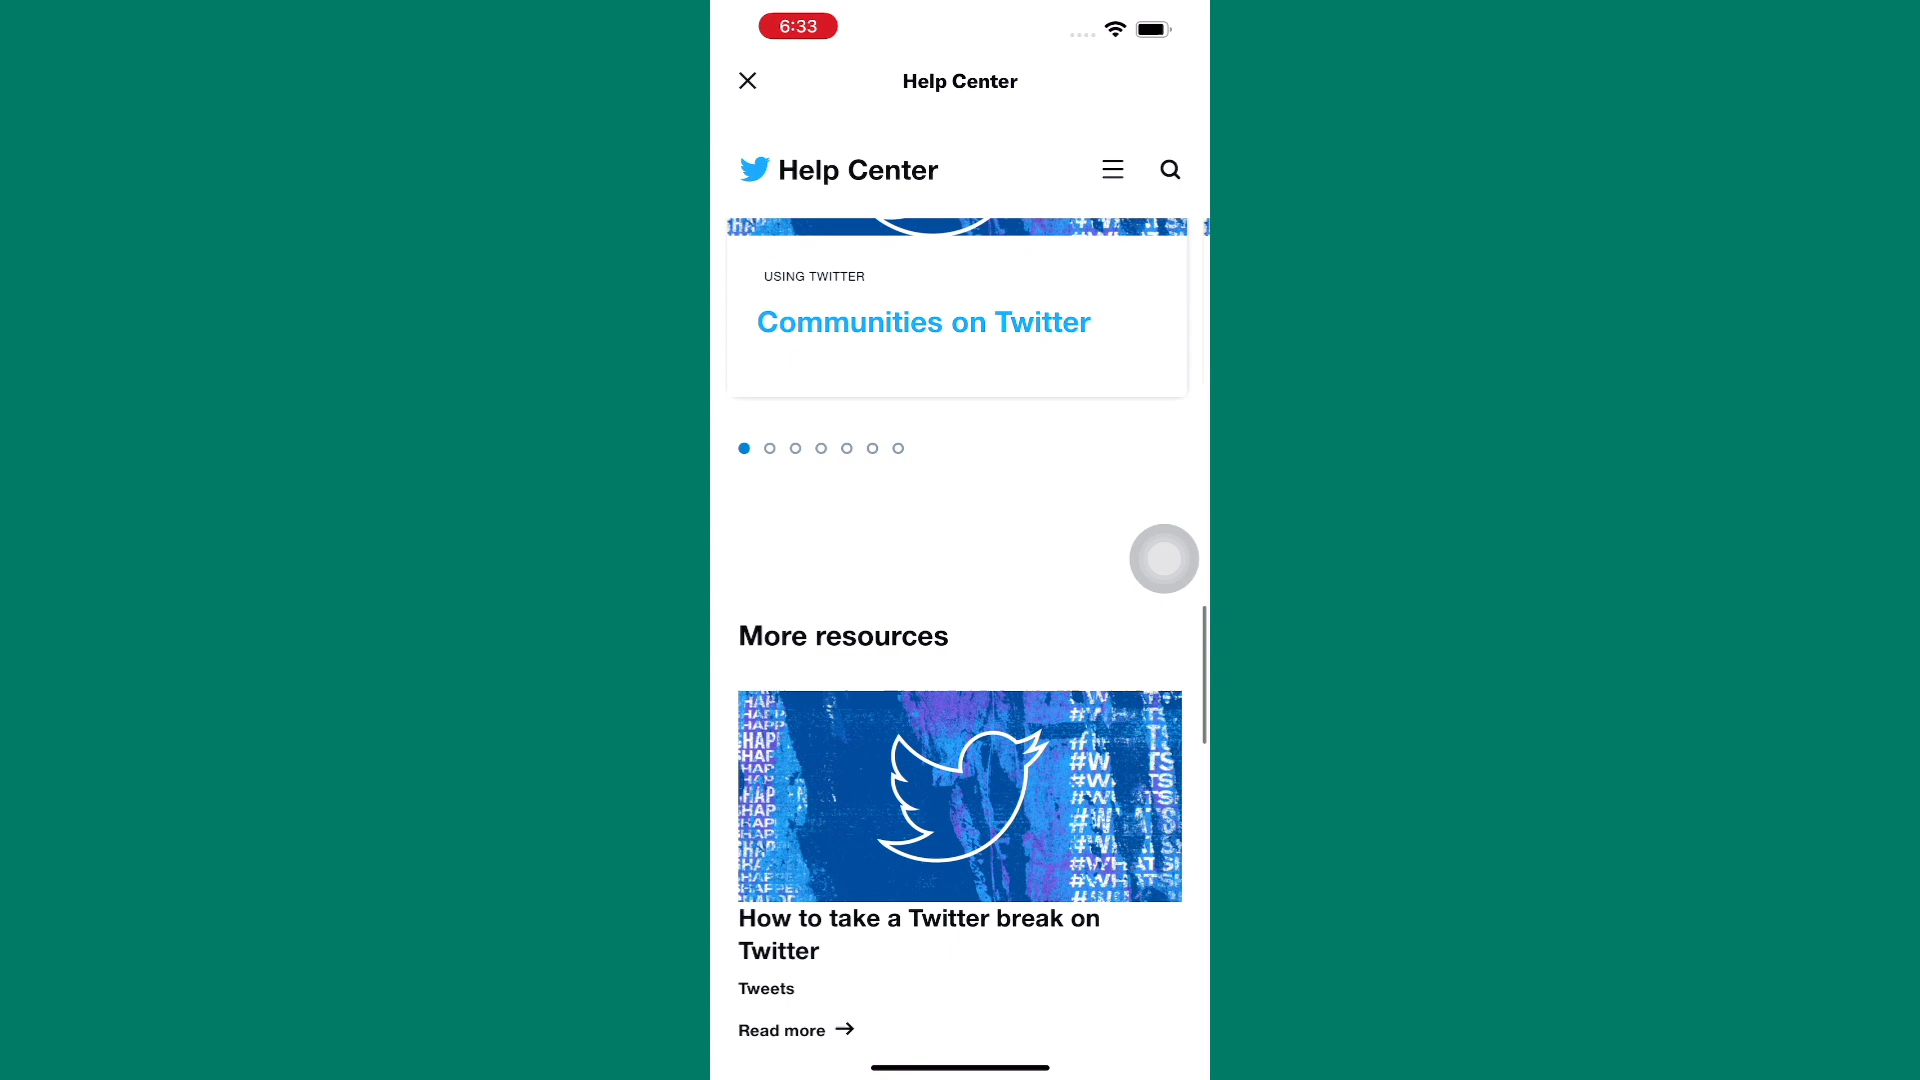 6:33
Help Center
Help Center
USING TWITTER
Communities on Twitter
More resources
How to take a Twitter break on
Twitter
Tweets
Read more